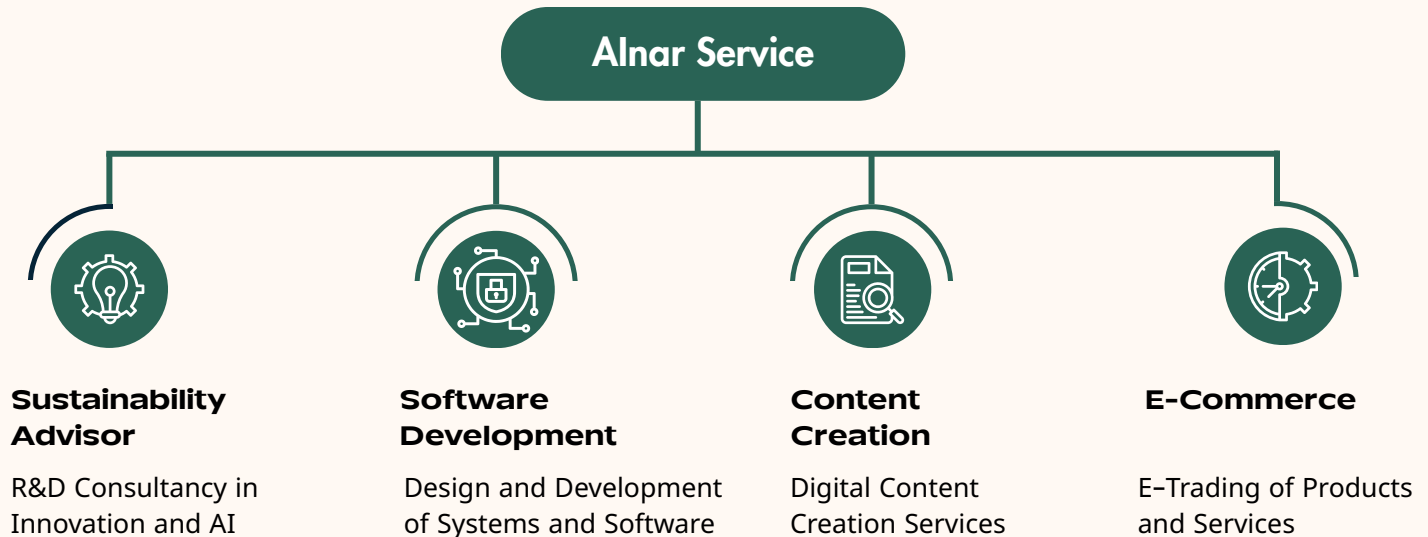 Alnar Service
Sustainability
Advisor
R&D Consultancy in
Innovation and AI
Software
Development
Design and Development
of Systems and Software
Content
Creation
Digital Content
Creation Services
E-Commerce
E–Trading of Products
and Services